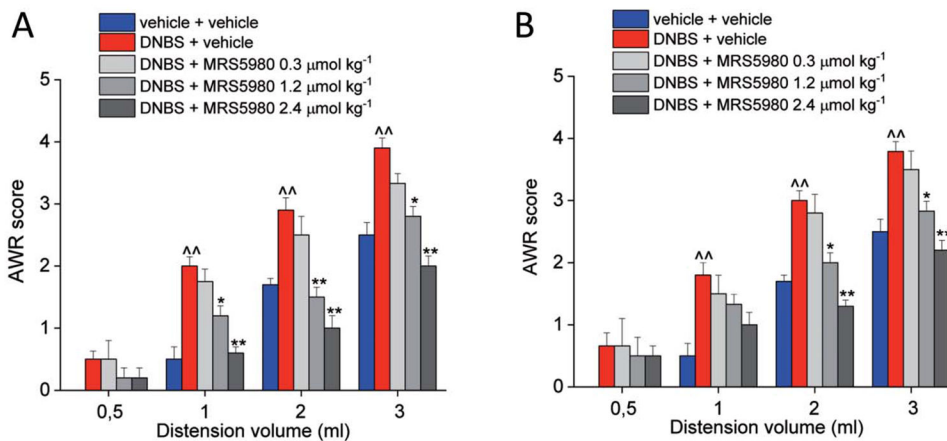 A
vehicle + vehicle
DNBS + vehicle
DNBS + MRS5980 0.3 μmol kg⁻¹
DNBS + MRS5980 1.2 μmol kg⁻¹
DNBS + MRS5980 2.4 μmol kg⁻¹
5
4
3
2
1
0
AWR score
^^
*
**
^^
**
**
^^
*
**
0,5 1 2 3
Distension volume (ml)
B
vehicle + vehicle
DNBS + vehicle
DNBS + MRS5980 0.3 μmol kg⁻¹
DNBS + MRS5980 1.2 μmol kg⁻¹
DNBS + MRS5980 2.4 μmol kg⁻¹
5
4
3
2
1
0
AWR score
^^
^^
*
**
^^
*
**
0,5 1 2 3
Distension volume (ml)